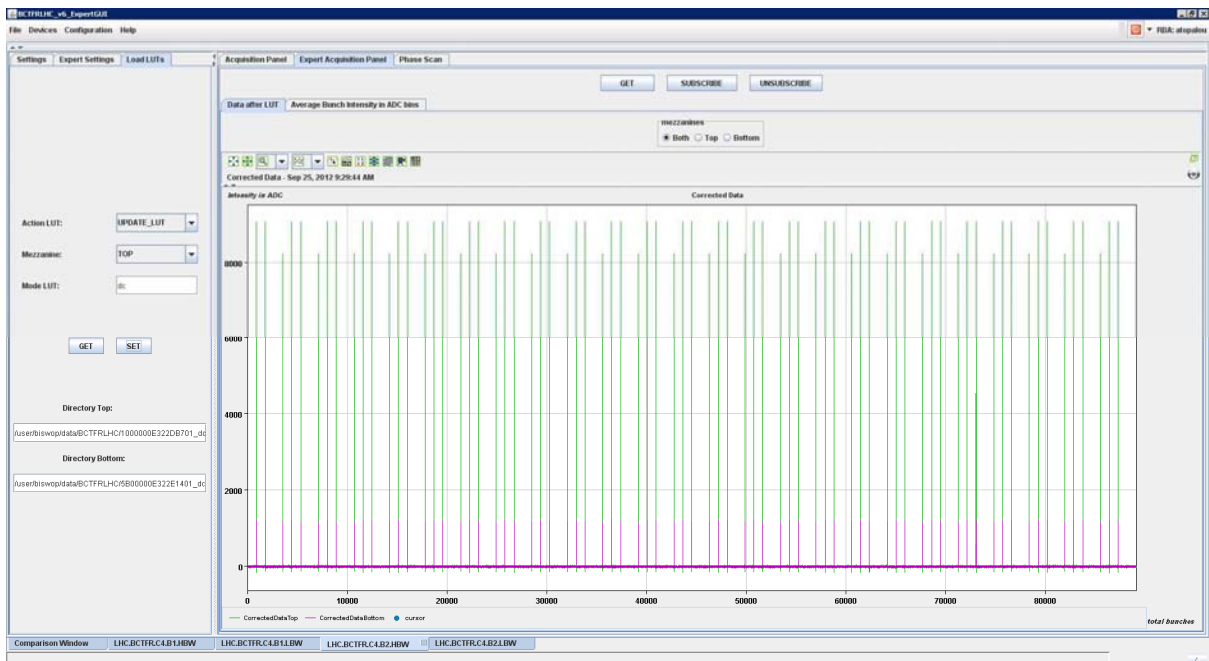 BCTFRLHC_v6_ExpertGUI
File Devices Configuration Help
RBA: atopalou
Settings Expert Settings Load LUTs
Acquisition Panel Expert Acquisition Panel Phase Scan
GET SUBSCRIBE UNSUBSCRIBE
Data after LUT Average Bunch Intensity in ADC bins
mezzanines
Both Top Bottom
Corrected Data - Sep 25, 2012 9:29:44 AM
Intensity in ADC
Corrected Data
Action LUT: UPDATE_LUT
Mezzanine: TOP
Mode LUT: dc
GET SET
Directory Top:
/user/biswop/data/BCTFRLHC/1000000E322DB701_dc
Directory Bottom:
/user/biswop/data/BCTFRLHC/5B00000E322E1401_dc
8000
6000
4000
2000
0
0 10000 20000 30000 40000 50000 60000 70000 80000
CorrectedDataTop CorrectedDataBottom cursor
total bunches
Comparison Window LHC.BCTFR.C4.B1.HBW LHC.BCTFR.C4.B1.LBW LHC.BCTFR.C4.B2.HBW LHC.BCTFR.C4.B2.LBW